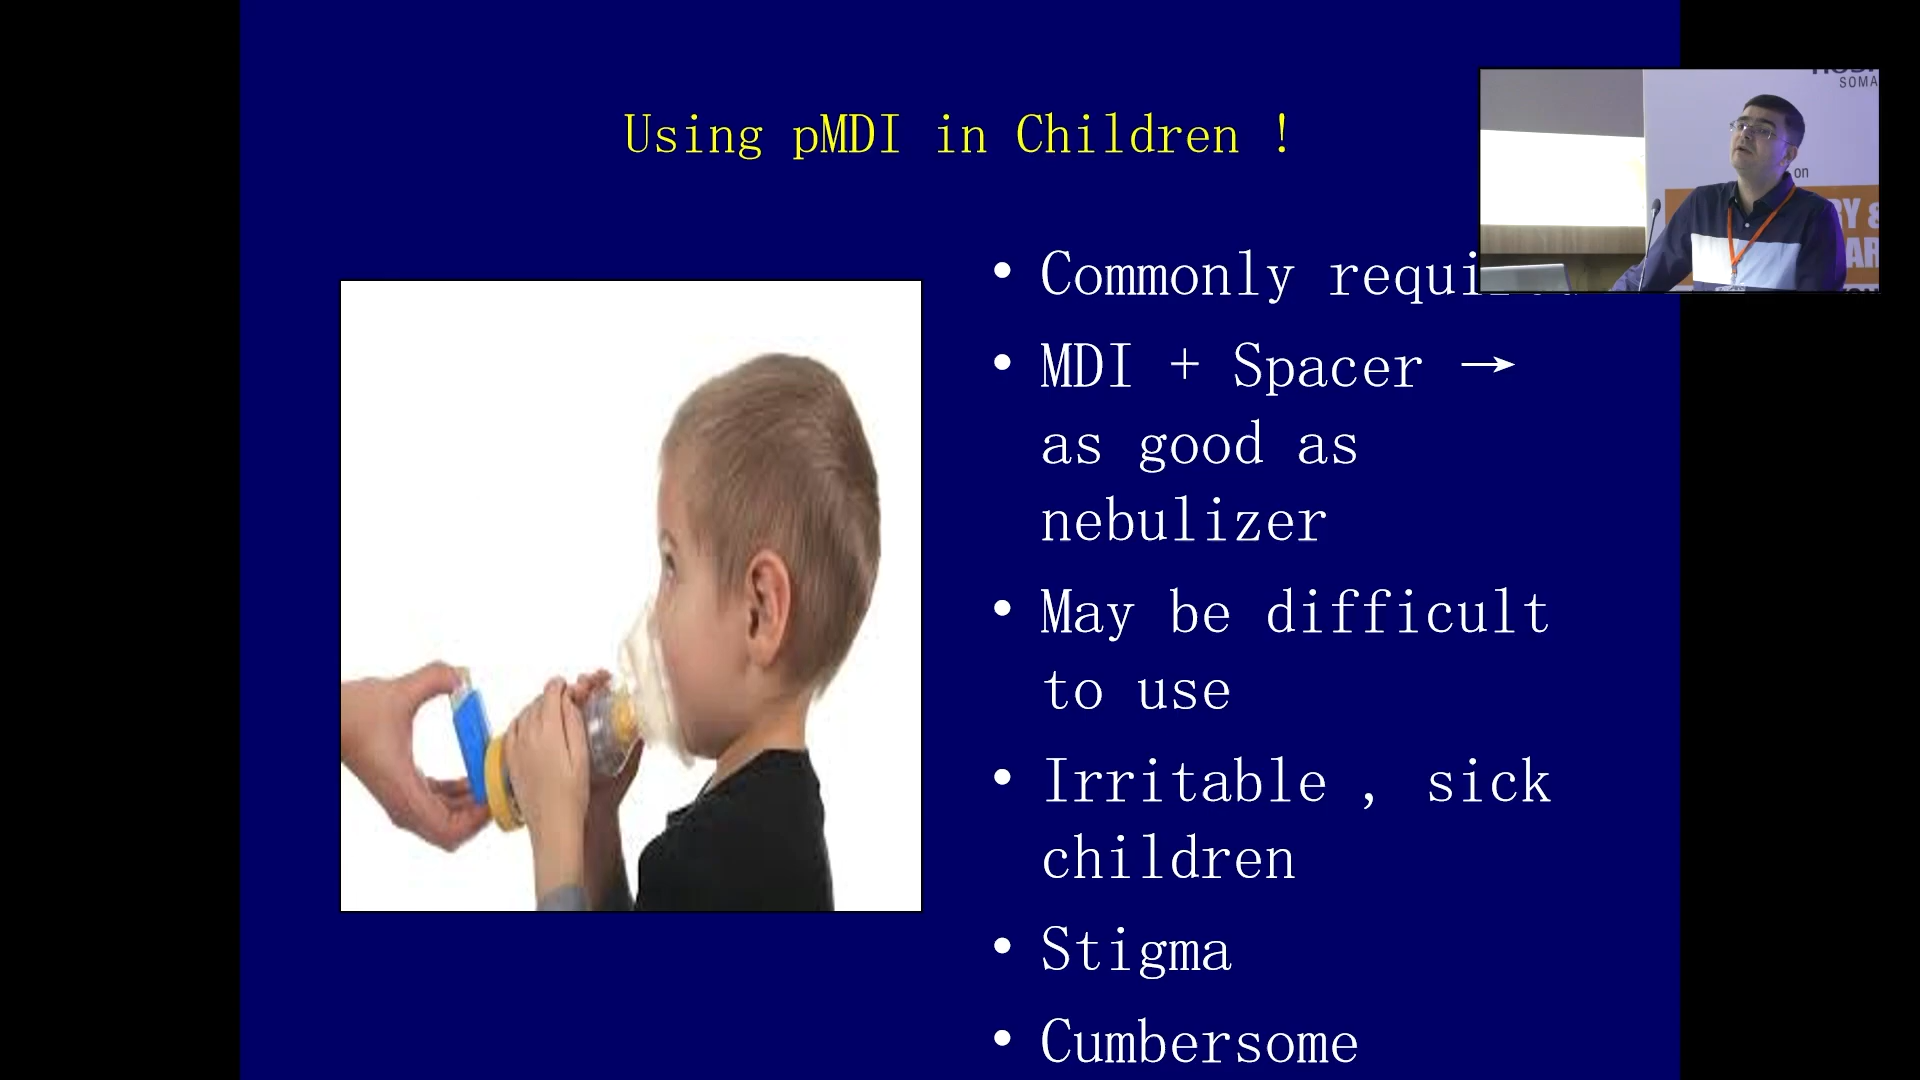 Using pMDI in Children !
• Commonly
• MDI + Spacer →
as good as
nebulizer
• May be difficult
to use
• Irritable , sick
children
• Stigma
• Cumbersome
SOMA
on